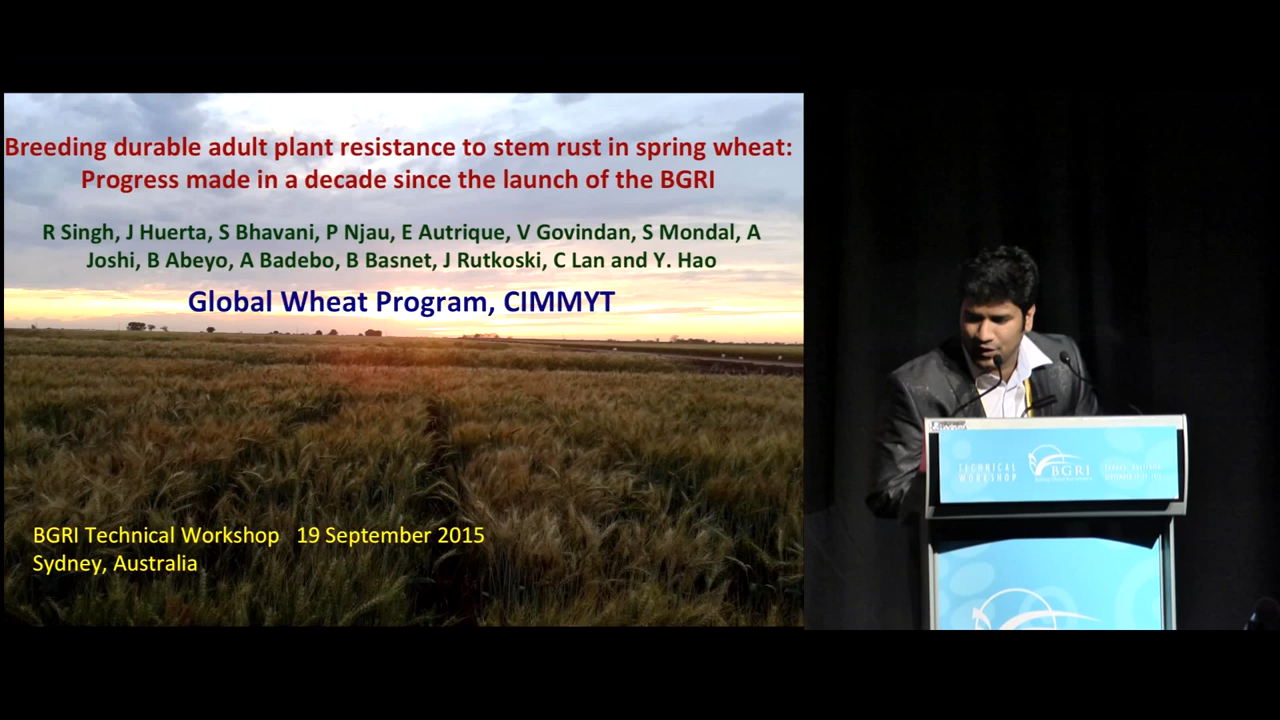 Breeding durable adult plant resistance to stem rust in spring wheat:
Progress made in a decade since the launch of the BGRI
R Singh, J Huerta, S Bhavani, P Njau, E Autrique, V Govindan, S Mondal, A
Joshi, B Abeyo, A Badebo, B Basnet, J Rutkoski, C Lan and Y. Hao
Global Wheat Program, CIMMYT
BGRI Technical Workshop 19 September 2015
Sydney, Australia
TECHNICAL
WORKSHOP
BGRI